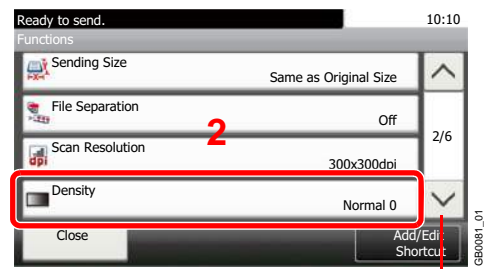 Ready to send. 10:10
Functions
Sending Size
Same as Original Size
File Separation
Off
2
2/6
Scan Resolution
dpi
300x300dpi
Density
Normal 0
Close
Add/Edit
Shortcut
GB0081_01